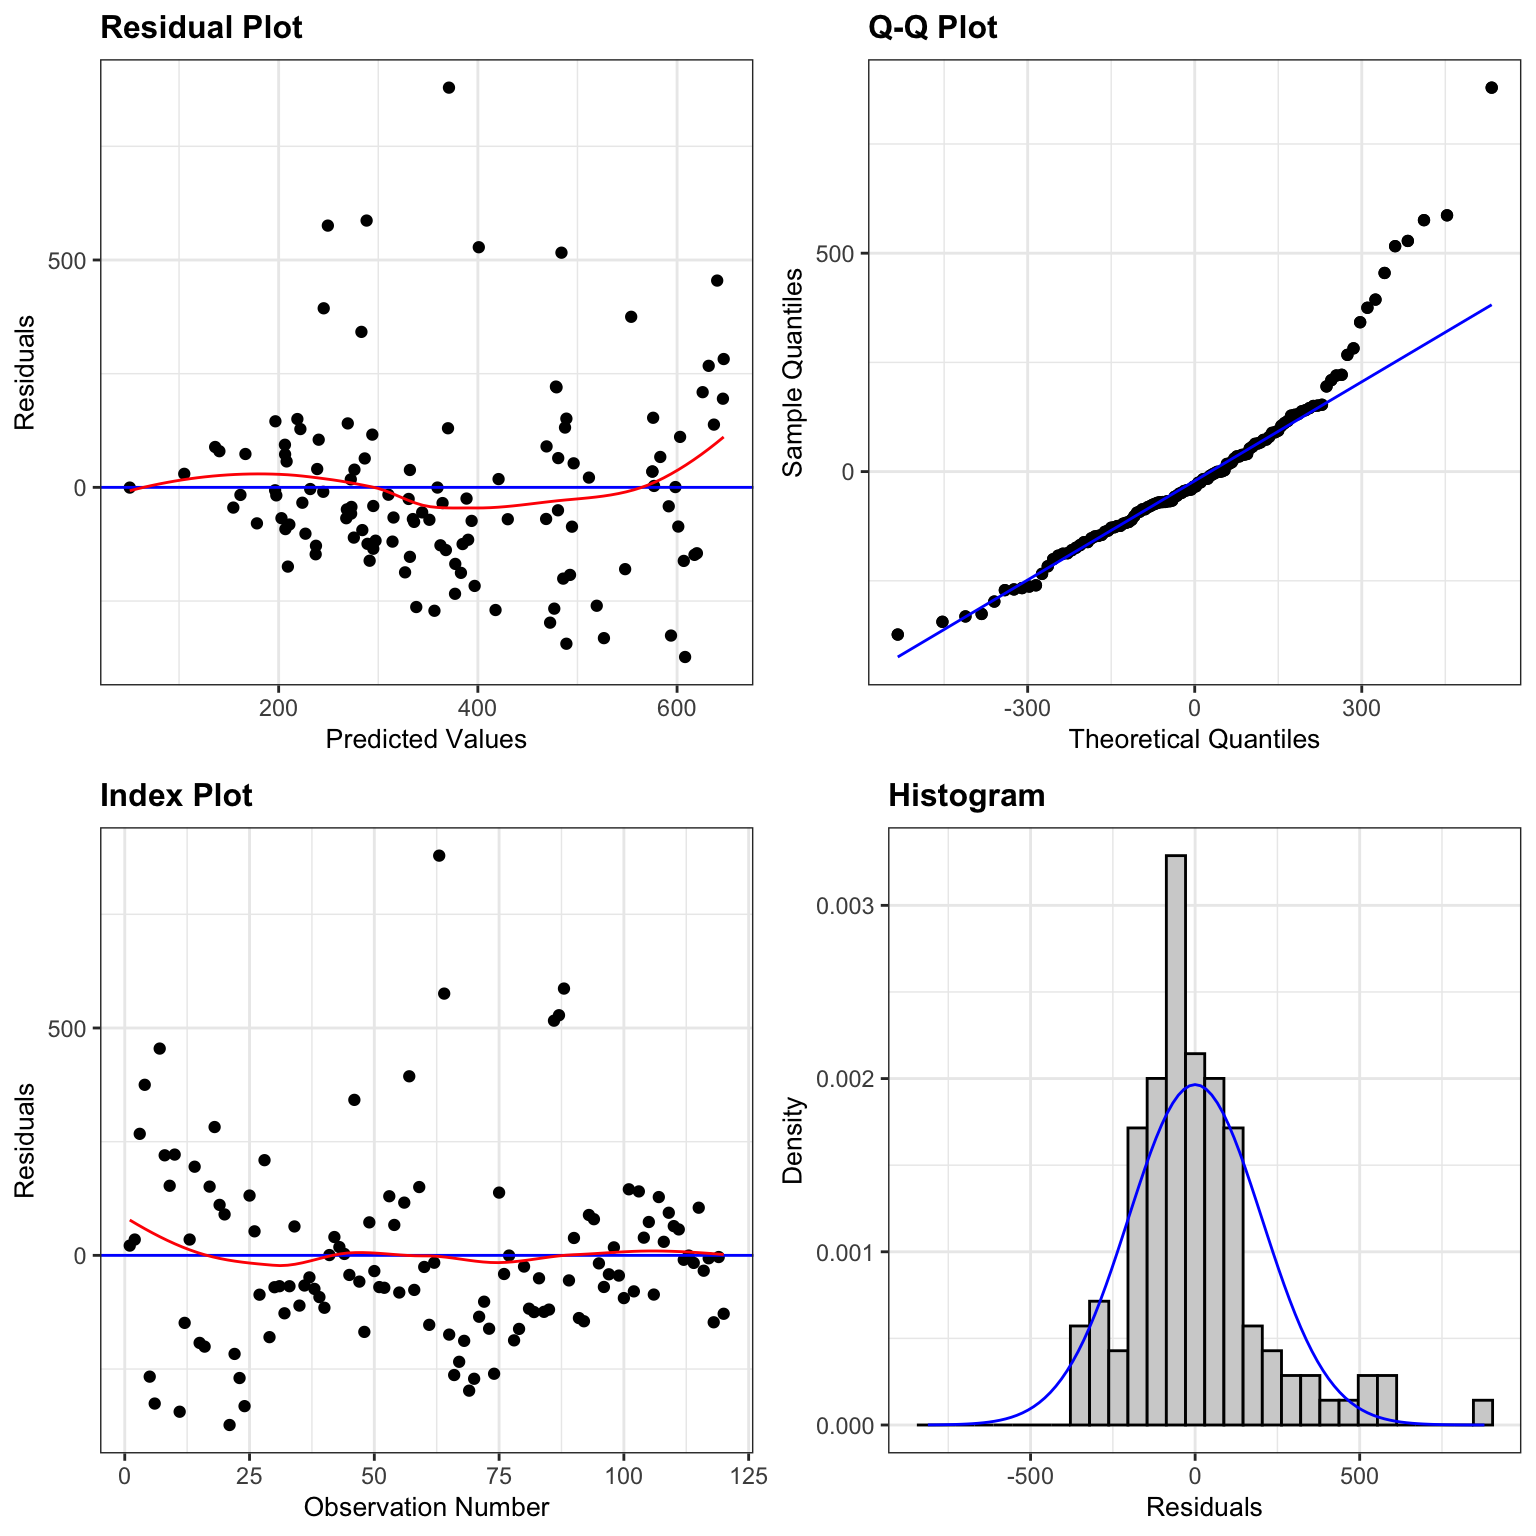 Residual Plot
Residuals
500
0
200 400 600
Predicted Values
Q-Q Plot
Sample Quantiles
500
0
-300 0 300
Theoretical Quantiles
Index Plot
Residuals
500
0
0 25 50 75 100 125
Observation Number
Histogram
Density
0.003
0.002
0.001
0.000
-500 0 500
Residuals